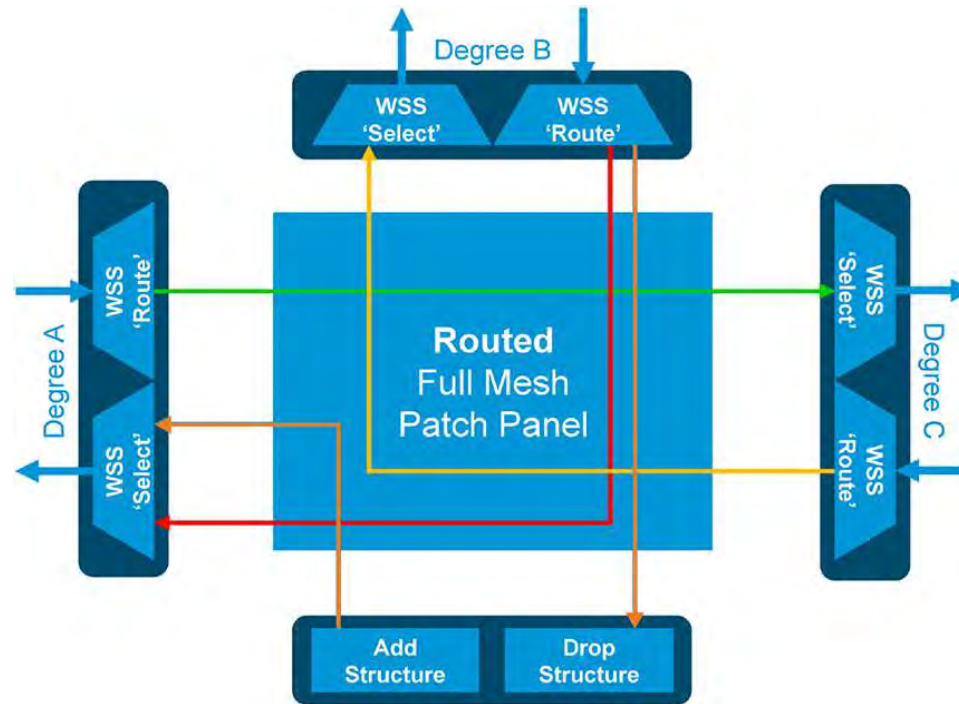 Degree B
WSS
'Select'
WSS
'Route'
Degree A
WSS
'Route'
WSS
'Select'
Routed
Full Mesh
Patch Panel
WSS
'Select'
WSS
'Route'
Degree C
Add
Structure
Drop
Structure